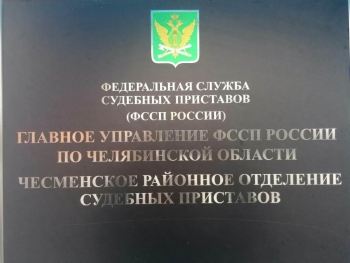 ФЕДЕРАЛЬНАЯ СЛУЖБА
СУДЕБНЫХ ПРИСТАВОВ
(ФССП РОССИИ)
ГЛАВНОЕ УПРАВЛЕНИЕ ФССП РОССИИ
ПО ЧЕЛЯБИНСКОЙ ОБЛАСТИ
ЧЕСМЕНСКОЕ РАЙОННОЕ ОТДЕЛЕНИЕ
СУДЕБНЫХ ПРИСТАВОВ